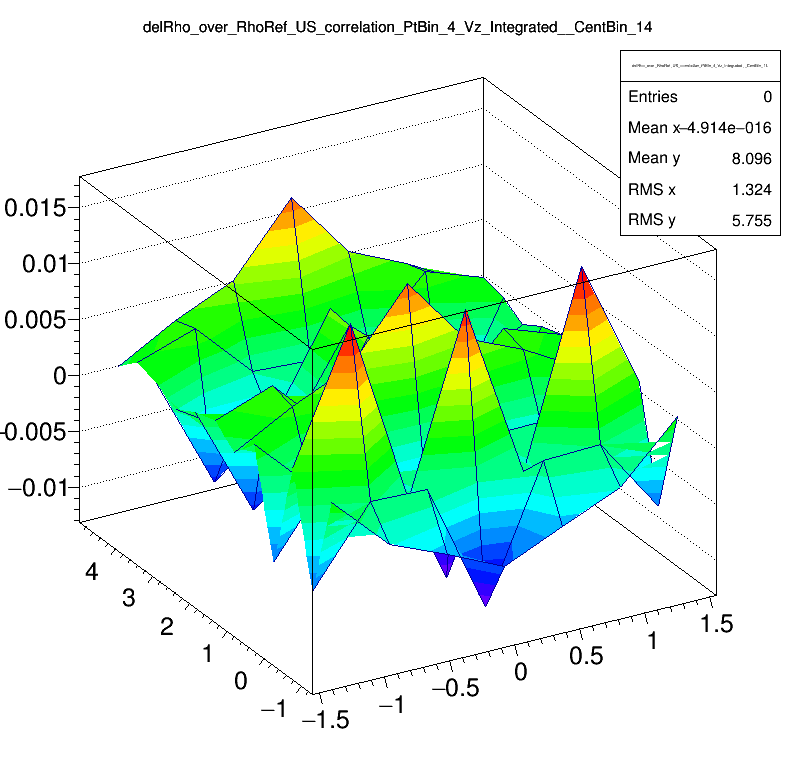 delRho_over_RhoRef_US_correlation_PtBin_4_Vz_Integrated__CentBin_14
delRho_over_RhoRef_US_correlation_PtBin_4_Vz_Integrated__CentBin_14
Entries 0
Mean x−4.914e−016
Mean y 8.096
RMS x 1.324
RMS y 5.755
0.015
0.01
0.005
0
−0.005
−0.01
4
3
2
1
0
−1
−1.5
−1
−0.5
0
0.5
1
1.5